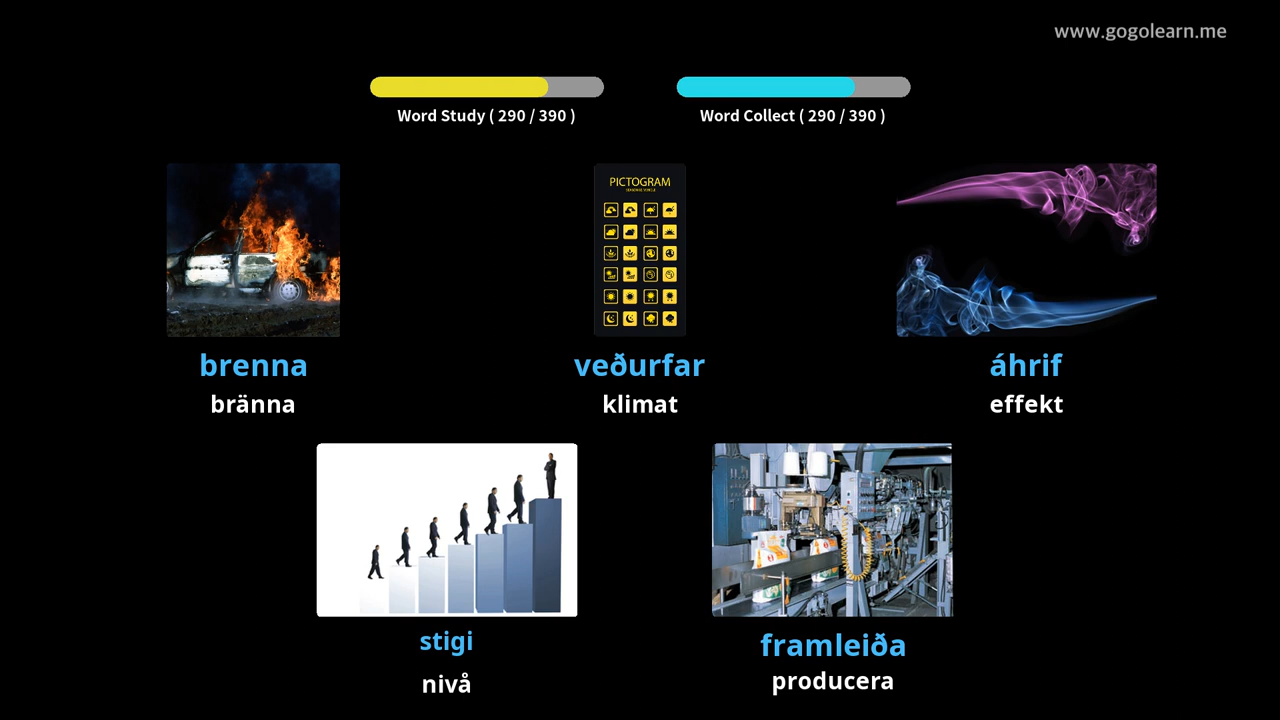 www.gogolearn.me
Word Study ( 290 / 390 )
Word Collect ( 290 / 390 )
PICTOGRAM
brenna
bränna
veðurfar
klimat
áhrif
effekt
stigi
nivå
framleiða
producera